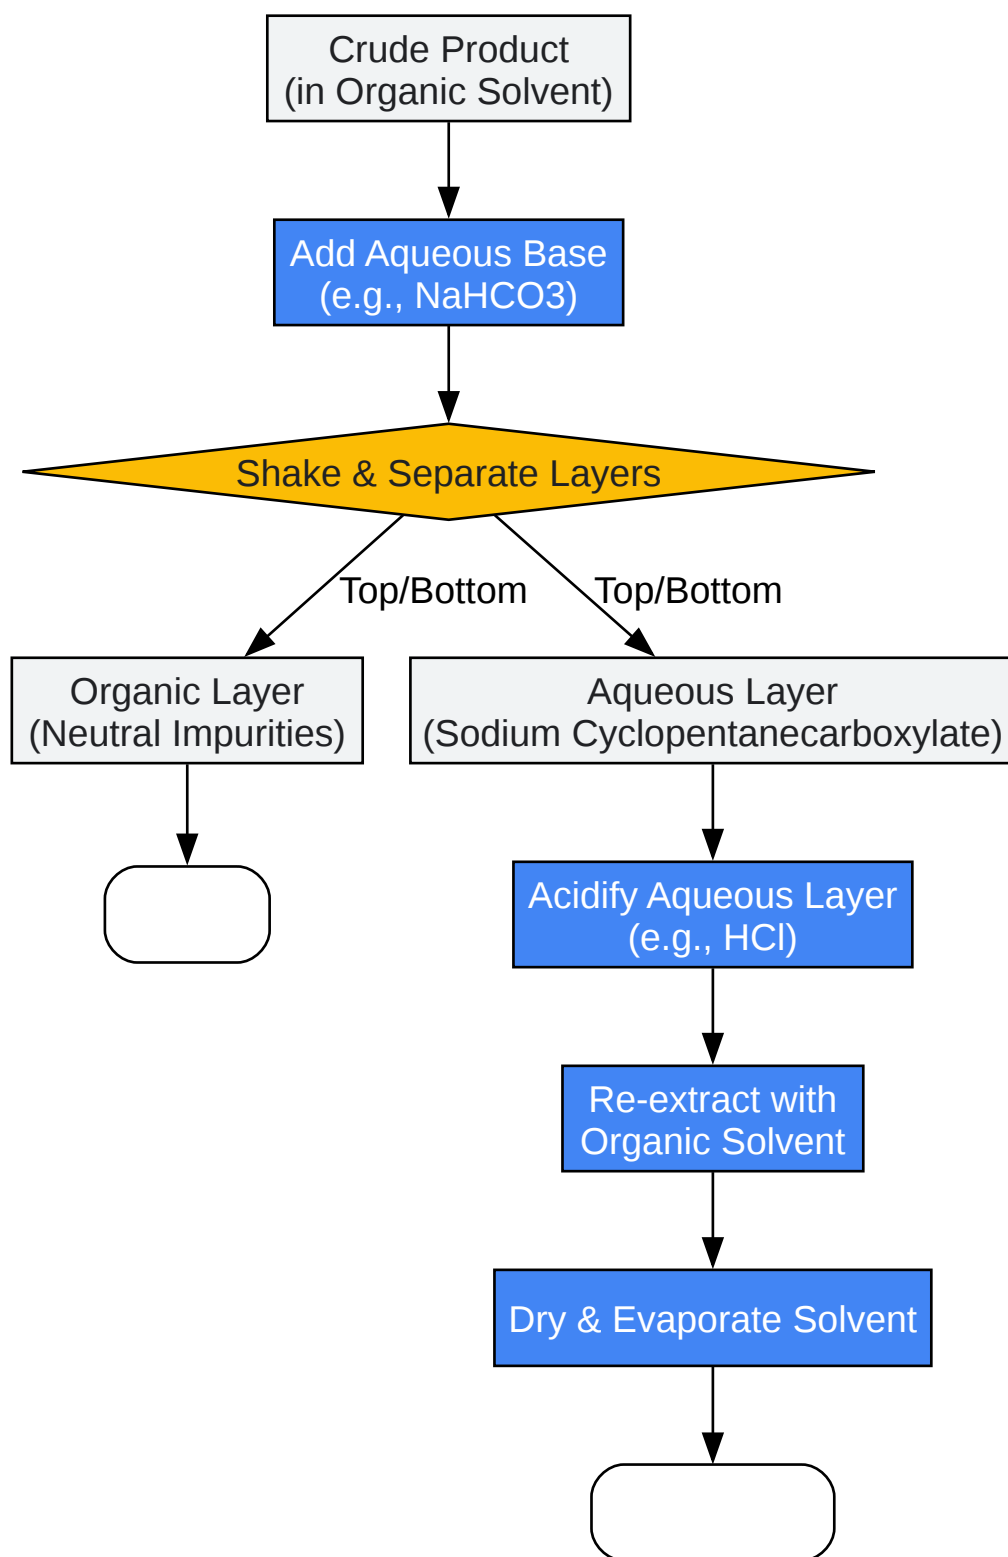 Crude Product
(in Organic Solvent)
Add Aqueous Base
(e.g., NaHCO3)
Shake & Separate Layers
Top/Bottom
Top/Bottom
Organic Layer
(Neutral Impurities)
Aqueous Layer
(Sodium Cyclopentanecarboxylate)
Acidify Aqueous Layer
(e.g., HCl)
Re-extract with
Organic Solvent
Dry & Evaporate Solvent